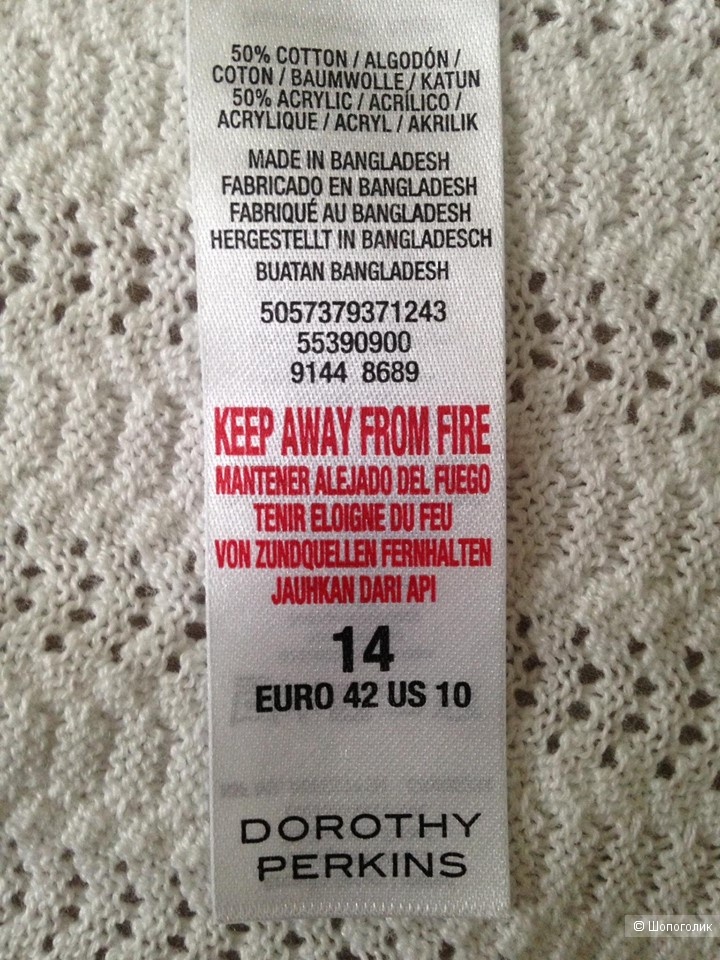 50% COTTON / ALGODÓN /
COTON / BAUMWOLLE / KATUN
50% ACRYLIC / ACRÍLICO /
ACRYLIQUE / ACRYL / AKRILIK
MADE IN BANGLADESH
FABRICADO EN BANGLADESH
FABRIQUÉ AU BANGLADESH
HERGESTELLT IN BANGLADESCH
BUATAN BANGLADESH
5057379371243
55390900
9144 8689
KEEP AWAY FROM FIRE
MANTENER ALEJADO DEL FUEGO
TENIR ELOIGNE DU FEU
VON ZUNDQUELLEN FERNHALTEN
JAUHKAN DARI API
14
EURO 42 US 10
DOROTHY
PERKINS
© Шопоголик